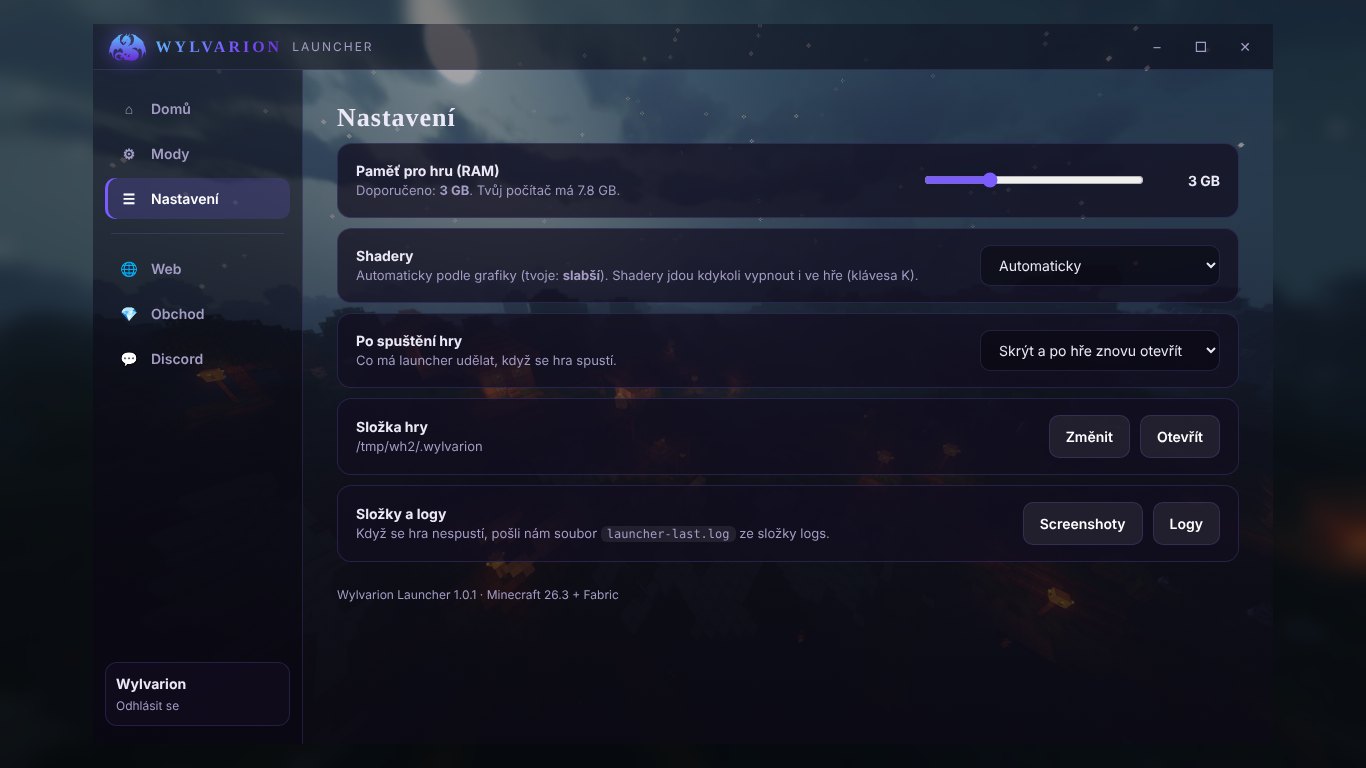 WYLVARION LAUNCHER
Domů
Mody
Nastavení
Web
Obchod
Discord
Wylvarion
Odhlásit se
Nastavení
Paměť pro hru (RAM)
Doporučeno: 3 GB. Tvůj počítač má 7.8 GB.
3 GB
Shadery
Automaticky podle grafiky (tvoje: slabší). Shadery jdou kdykoli vypnout i ve hře (klávesa K).
Automaticky
Po spuštění hry
Co má launcher udělat, když se hra spustí.
Skrýt a po hře znovu otevřít
Složka hry
/tmp/wh2/.wylvarion
Změnit
Otevřít
Složky a logy
Když se hra nespustí, pošli nám soubor launcher-last.log ze složky logs.
Screenshoty
Logy
Wylvarion Launcher 1.0.1 · Minecraft 26.3 + Fabric